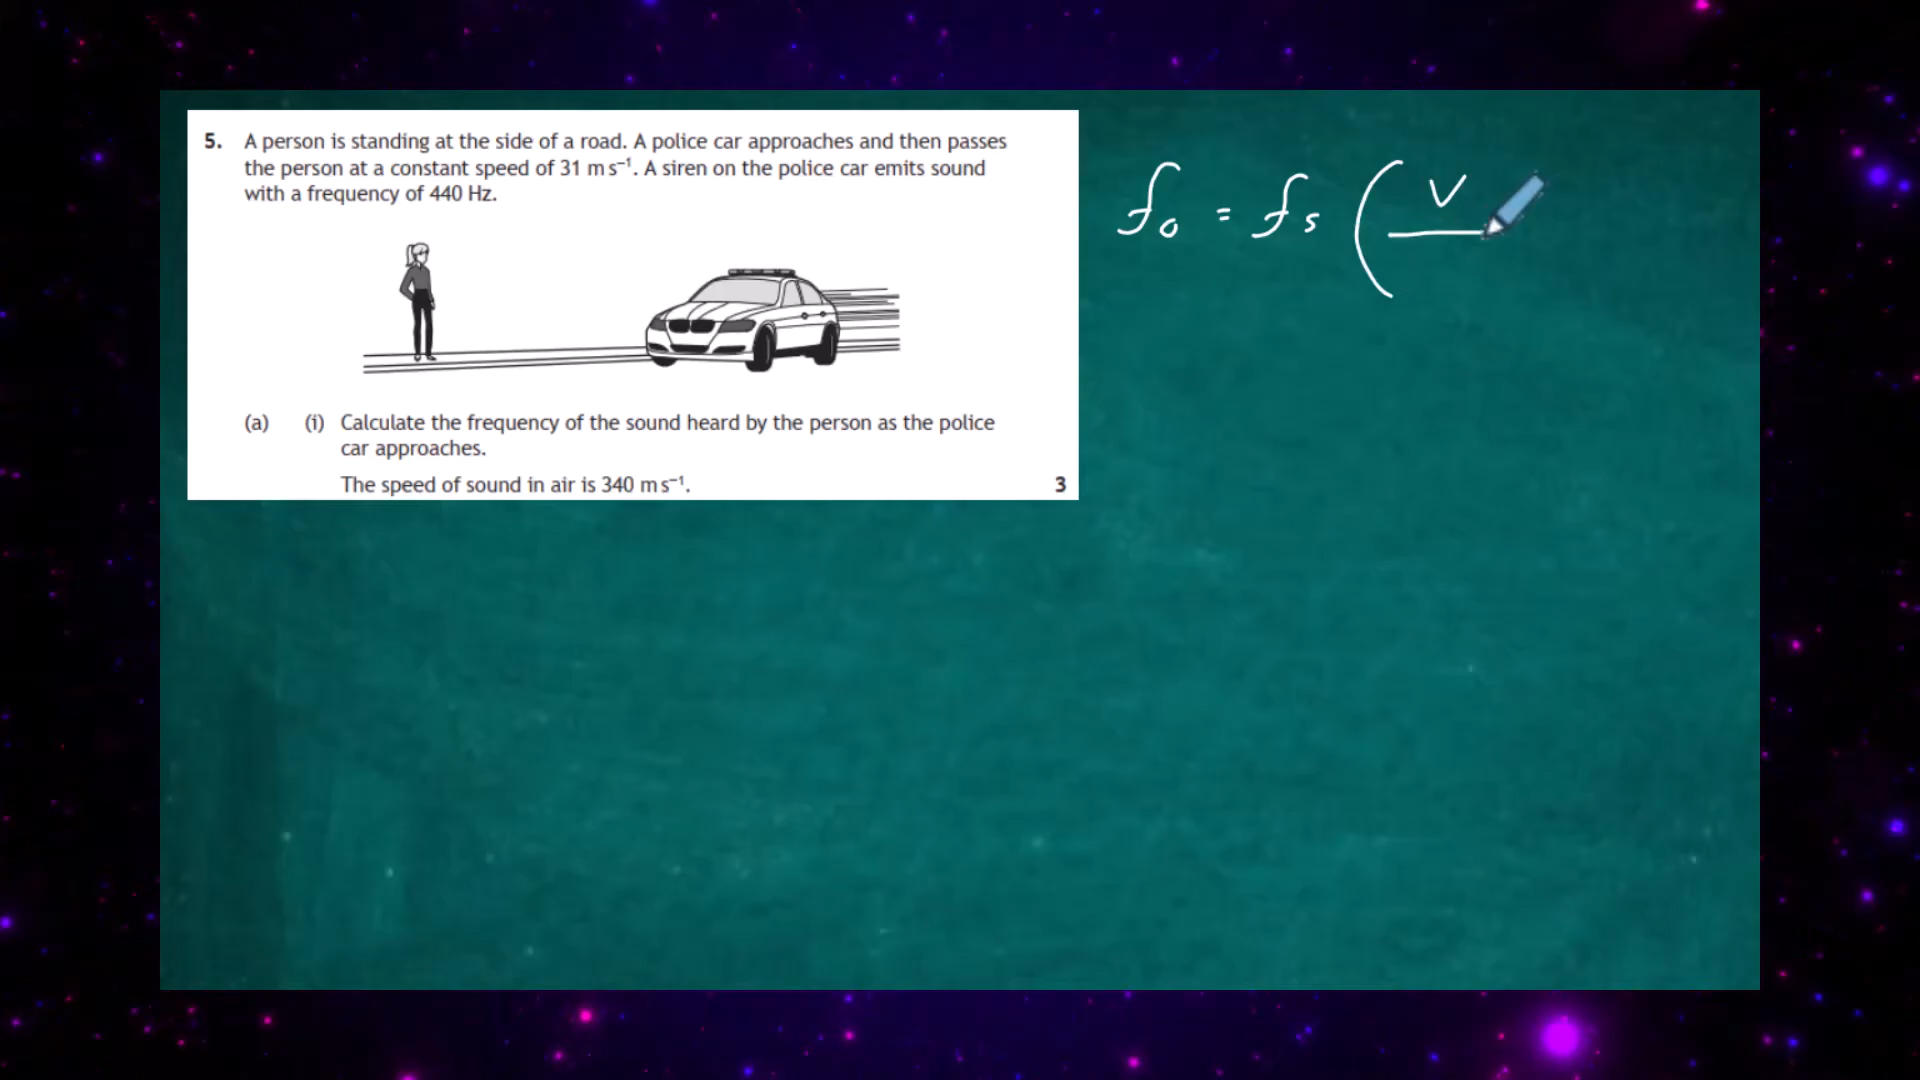 5. A person is standing at the side of a road. A police car approaches and then passes
the person at a constant speed of 31 m s⁻¹. A siren on the police car emits sound
with a frequency of 440 Hz.
(a) (i) Calculate the frequency of the sound heard by the person as the police
car approaches.
The speed of sound in air is 340 m s⁻¹. 3
f₀ = fₛ ( v